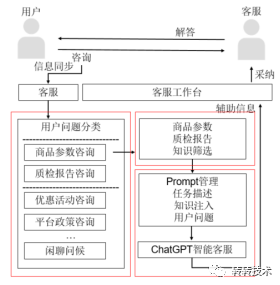 用户
客服
解答
咨询
信息同步
采纳
客服
客服工作台
辅助信息
用户问题分类
商品参数咨询
质检报告咨询
优惠活动咨询
平台政策咨询
...
闲聊问候
商品参数
质检报告
知识筛选
Prompt管理
任务描述
知识注入
用户问题
ChatGPT智能客服
转转技术